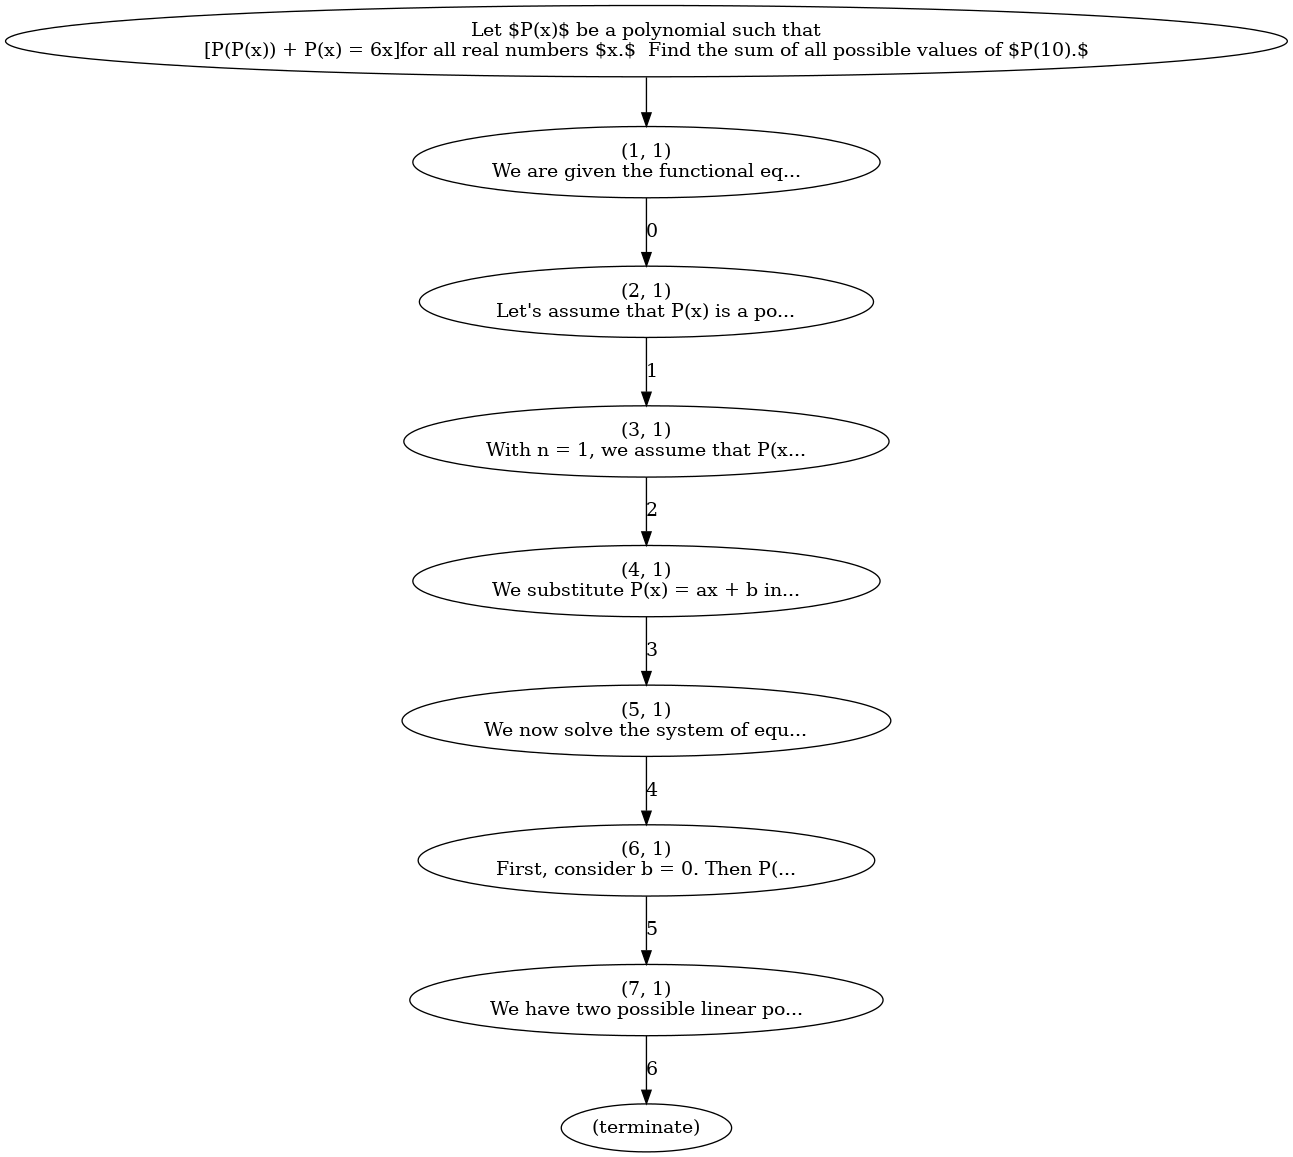 Let $P(x)$ be a polynomial such that
[P(P(x)) + P(x) = 6x]for all real numbers $x.$  Find the sum of all possible values of $P(10).$
(1, 1)
We are given the functional eq...
0
(2, 1)
Let's assume that P(x) is a po...
1
(3, 1)
With n = 1, we assume that P(x...
2
(4, 1)
We substitute P(x) = ax + b in...
3
(5, 1)
We now solve the system of equ...
4
(6, 1)
First, consider b = 0. Then P(...
5
(7, 1)
We have two possible linear po...
6
(terminate)